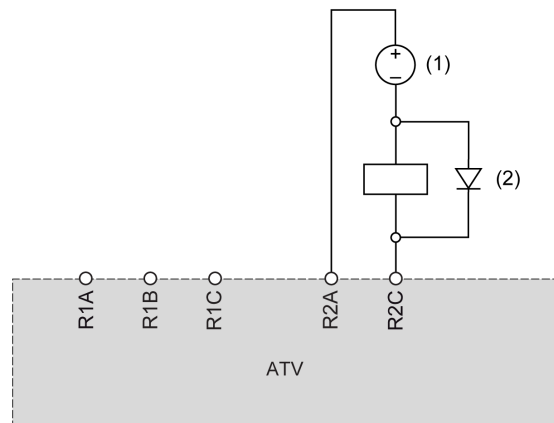 +
(1)
−
(2)
R1A
R1B
R1C
R2A
R2C
ATV